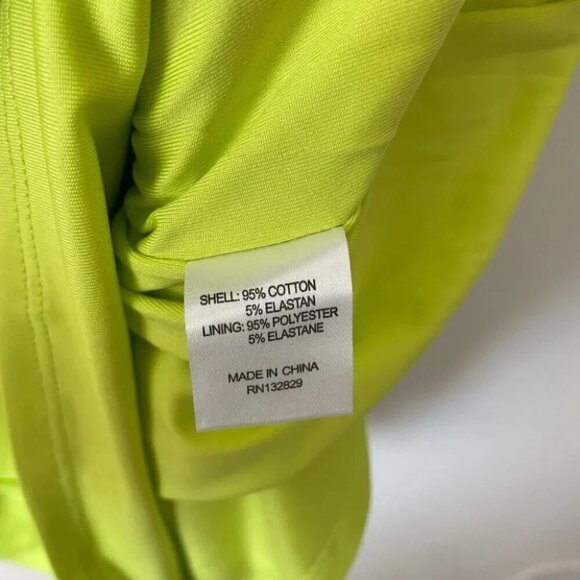 SHELL: 95% COTTON
5% ELASTAN
LINING: 95% POLYESTER
5% ELASTANE
MADE IN CHINA
RN132829